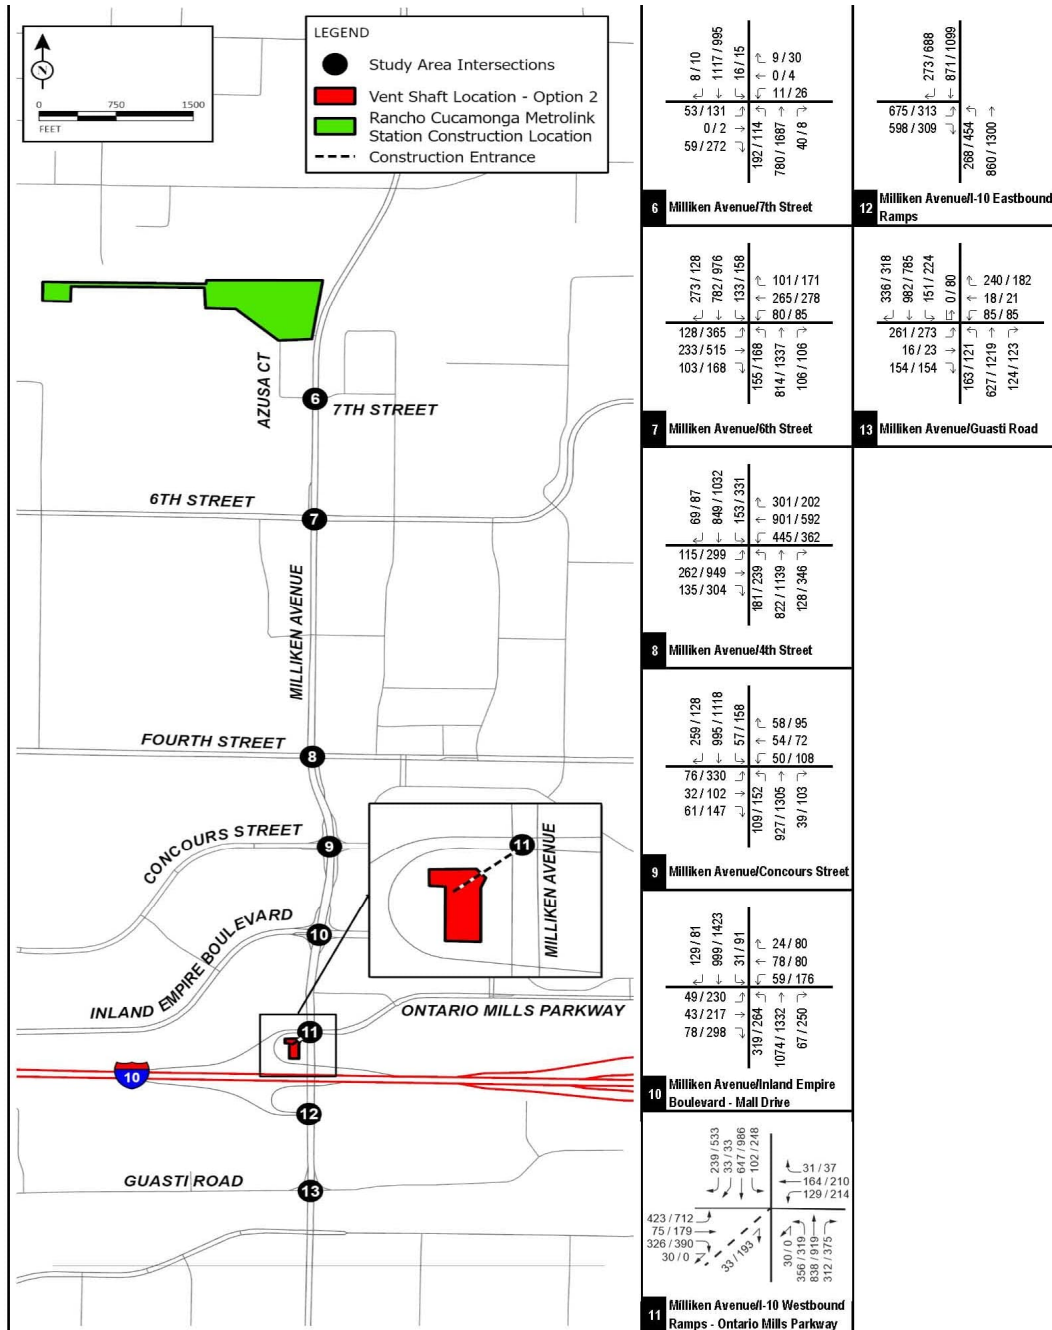 N
0 750 1500
FEET
LEGEND
Study Area Intersections
Vent Shaft Location - Option 2
Rancho Cucamonga Metrolink
Station Construction Location
Construction Entrance
AZUSA CT
6
7TH STREET
6TH STREET
7
MILLIKEN AVENUE
FOURTH STREET
8
CONCOURS STREET
9
INLAND EMPIRE BOULEVARD
10
11
MILLIKEN AVENUE
ONTARIO MILLS PARKWAY
11
10
12
GUASTI ROAD
13
8 / 10
1117 / 995
16 / 15
9 / 30
0 / 4
11 / 26
53 / 131
0 / 2
59 / 272
192 / 114
780 / 1687
40 / 8
6 Milliken Avenue/7th Street
273 / 128
782 / 976
133 / 158
101 / 171
265 / 278
80 / 85
128 / 365
233 / 515
103 / 168
155 / 168
814 / 1337
106 / 106
7 Milliken Avenue/6th Street
69 / 87
849 / 1032
153 / 331
301 / 202
901 / 592
445 / 362
115 / 299
262 / 949
135 / 304
181 / 239
822 / 1139
128 / 346
8 Milliken Avenue/4th Street
259 / 128
995 / 1118
57 / 158
58 / 95
54 / 72
50 / 108
76 / 330
32 / 102
61 / 147
109 / 152
927 / 1305
39 / 103
9 Milliken Avenue/Concours Street
129 / 81
999 / 1423
31 / 91
24 / 80
78 / 80
59 / 176
49 / 230
43 / 217
78 / 298
319 / 264
1074 / 1332
67 / 250
10 Milliken Avenue/Inland Empire
Boulevard - Mall Drive
239 / 533
33 / 33
647 / 986
102 / 248
31 / 37
164 / 210
129 / 214
423 / 712
75 / 179
326 / 390
30 / 0
33 / 193
30 / 0
356 / 319
838 / 919
312 / 375
11 Milliken Avenue/I-10 Westbound
Ramps - Ontario Mills Parkway
273 / 688
871 / 1099
675 / 313
598 / 309
268 / 454
860 / 1300
12 Milliken Avenue/I-10 Eastbound
Ramps
336 / 318
982 / 785
151 / 224
0 / 80
240 / 182
18 / 21
85 / 85
261 / 273
16 / 23
154 / 154
163 / 121
627 / 1219
124 / 123
13 Milliken Avenue/Guasti Road